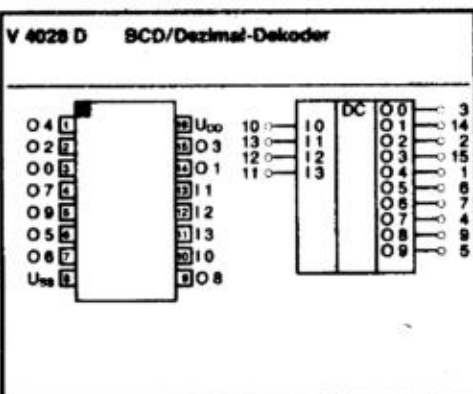 V 4028 D BCD/Dezimal-Dekoder
O 4 1 16 UDD
O 2 2 15 O 3
O 0 3 14 O 1
O 7 4 13 I 1
O 9 5 12 I 2
O 5 6 11 I 3
O 6 7 10 I 0
USS 8 9 O 8
DC
10 I 0 O 0 3
13 I 1 O 1 14
12 I 2 O 2 2
11 I 3 O 3 15
O 4 1
O 5 6
O 6 7
O 7 4
O 8 9
O 9 5